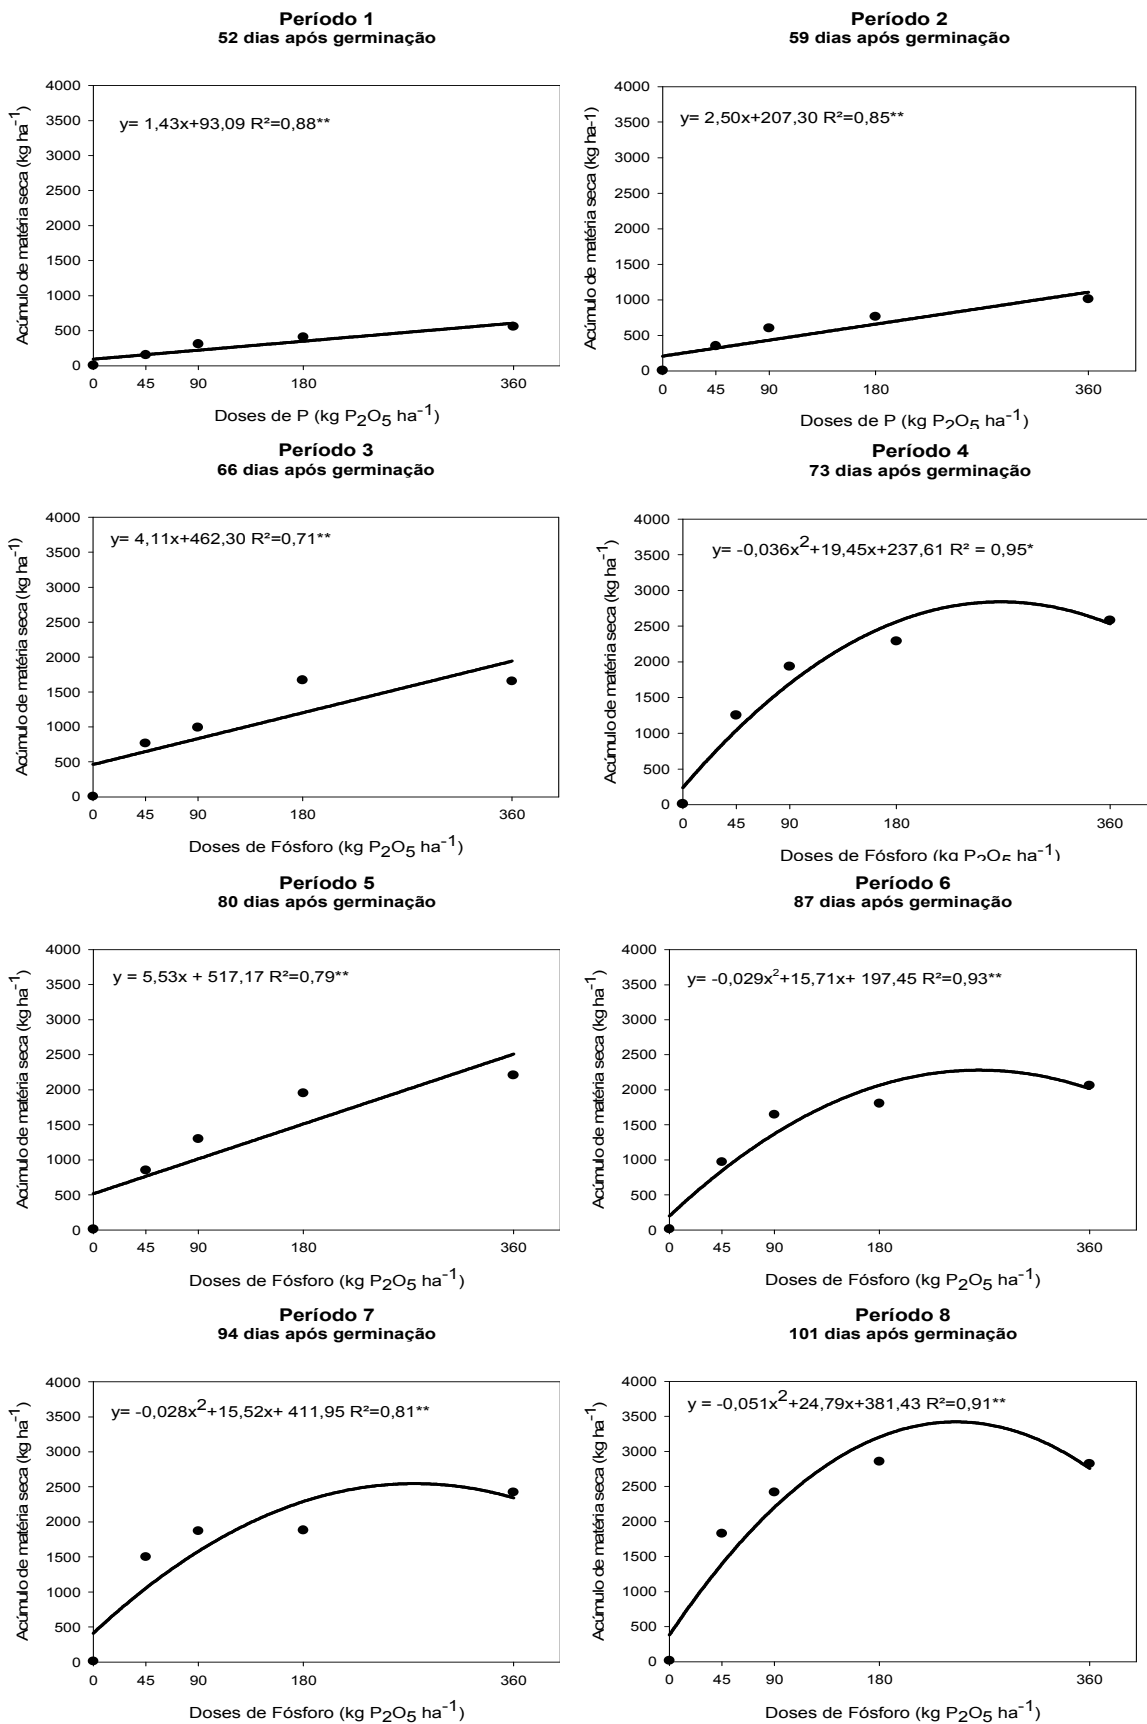 Período 1
52 dias após germinação
Acúmulo de matéria seca (kg ha-1)
4000
3500
3000
2500
2000
1500
1000
500
0
y= 1,43x+93,09 R²=0,88**
0 45 90 180 360
Doses de P (kg P2O5 ha-1)
Período 2
59 dias após germinação
Acúmulo de matéria seca (kg ha-1)
4000
3500
3000
2500
2000
1500
1000
500
0
y= 2,50x+207,30 R²=0,85**
0 45 90 180 360
Doses de P (kg P2O5 ha-1)
Período 3
66 dias após germinação
Acúmulo de matéria seca (kg ha-1)
4000
3500
3000
2500
2000
1500
1000
500
0
y= 4,11x+462,30 R²=0,71**
0 45 90 180 360
Doses de Fósforo (kg P2O5 ha-1)
Período 4
73 dias após germinação
Acúmulo de matéria seca (kg ha-1)
4000
3500
3000
2500
2000
1500
1000
500
0
y= -0,036x2+19,45x+237,61 R² = 0,95*
0 45 90 180 360
Doses de Fósforo (kg P2O5 ha-1)
Período 5
80 dias após germinação
Acúmulo de matéria seca (kg ha-1)
4000
3500
3000
2500
2000
1500
1000
500
0
y = 5,53x + 517,17 R²=0,79**
0 45 90 180 360
Doses de Fósforo (kg P2O5 ha-1)
Período 6
87 dias após germinação
Acúmulo de matéria seca (kg ha-1)
4000
3500
3000
2500
2000
1500
1000
500
0
y= -0,029x²+15,71x+ 197,45 R²=0,93**
0 45 90 180 360
Doses de Fósforo (kg P2O5 ha-1)
Período 7
94 dias após germinação
Acúmulo de matéria seca (kg ha-1)
4000
3500
3000
2500
2000
1500
1000
500
0
y= -0,028x2+15,52x+ 411,95 R²=0,81**
0 45 90 180 360
Doses de Fósforo (kg P2O5 ha-1)
Período 8
101 dias após germinação
Acúmulo de matéria seca (kg ha-1)
4000
3500
3000
2500
2000
1500
1000
500
0
y = -0,051x2+24,79x+381,43 R²=0,91**
0 45 90 180 360
Doses de Fósforo (kg P2O5 ha-1)